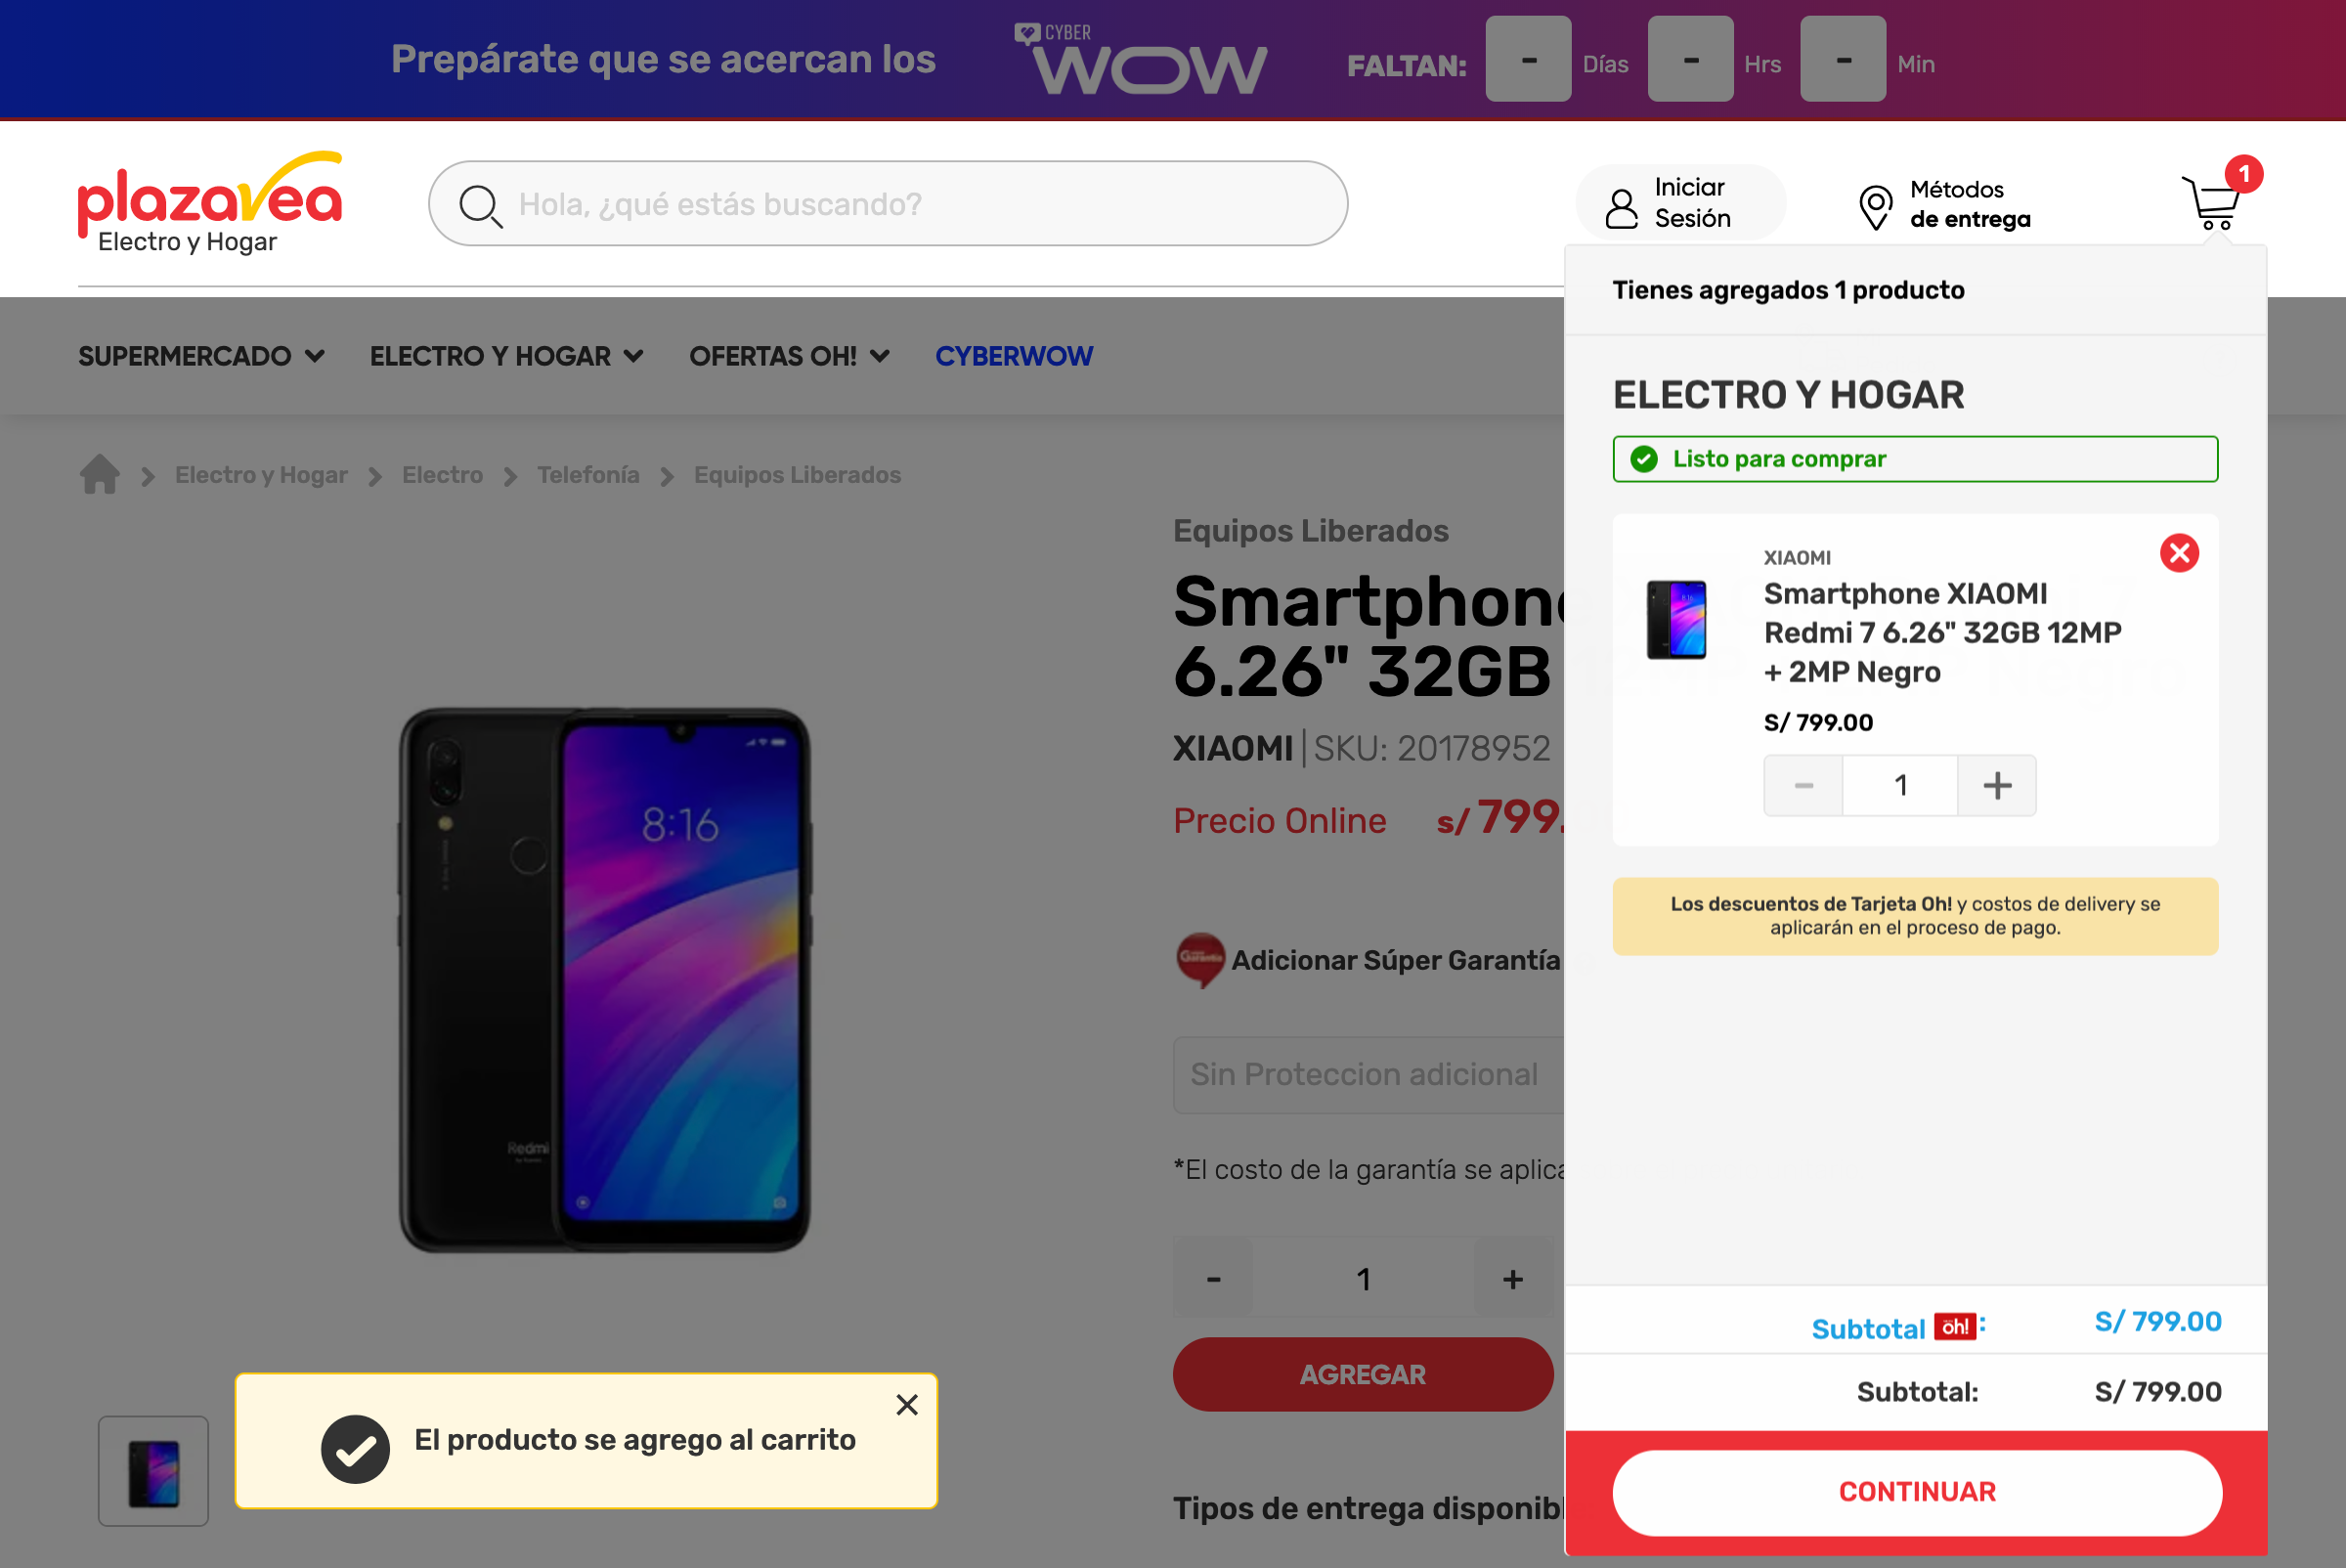 Prepárate que se acercan los
CYBER
WOW
FALTAN:
- Días
- Hrs
- Min
plazavea
Electro y Hogar
Hola, ¿qué estás buscando?
Iniciar
Sesión
Métodos
de entrega
1
SUPERMERCADO
ELECTRO Y HOGAR
OFERTAS OH!
CYBERWOW
Electro y Hogar
Electro
Telefonía
Equipos Liberados
Equipos Liberados
Smartphone
6.26" 32GB
XIAOMI | SKU: 20178952
Precio Online s/ 799.
8:16
Redmi
Garantía
Adicionar Súper Garantía
Sin Proteccion adicional
*El costo de la garantía se aplica
- 1 +
AGREGAR
Tipos de entrega disponibl
El producto se agrego al carrito
Tienes agregados 1 producto
ELECTRO Y HOGAR
Listo para comprar
XIAOMI
Smartphone XIAOMI
Redmi 7 6.26" 32GB 12MP
+ 2MP Negro
S/ 799.00
- 1 +
Los descuentos de Tarjeta Oh! y costos de delivery se
aplicarán en el proceso de pago.
Subtotal oh!: S/ 799.00
Subtotal: S/ 799.00
CONTINUAR